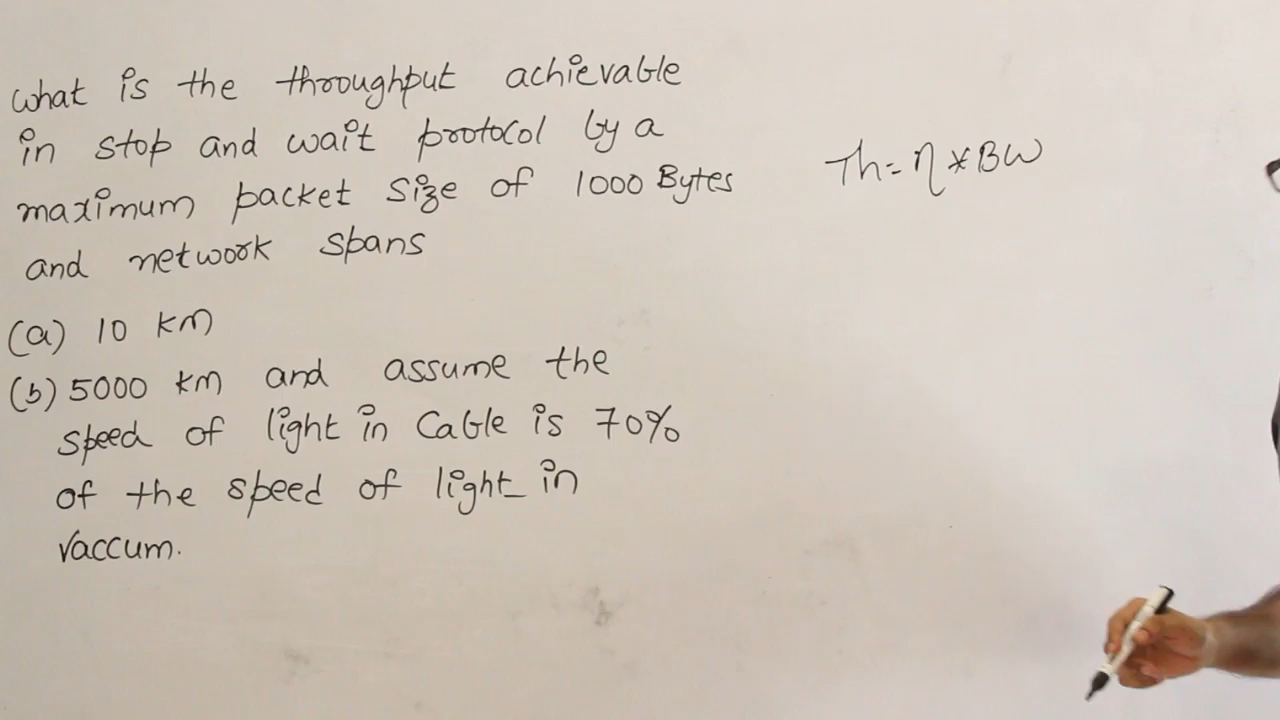 what is the throughput achievable
in stop and wait protocol by a
maximum packet size of 1000 Bytes
and network spans
(a) 10 km
(b) 5000 km and assume the
speed of light in Cable is 70%
of the speed of light in
vaccum.
Th = η * BW